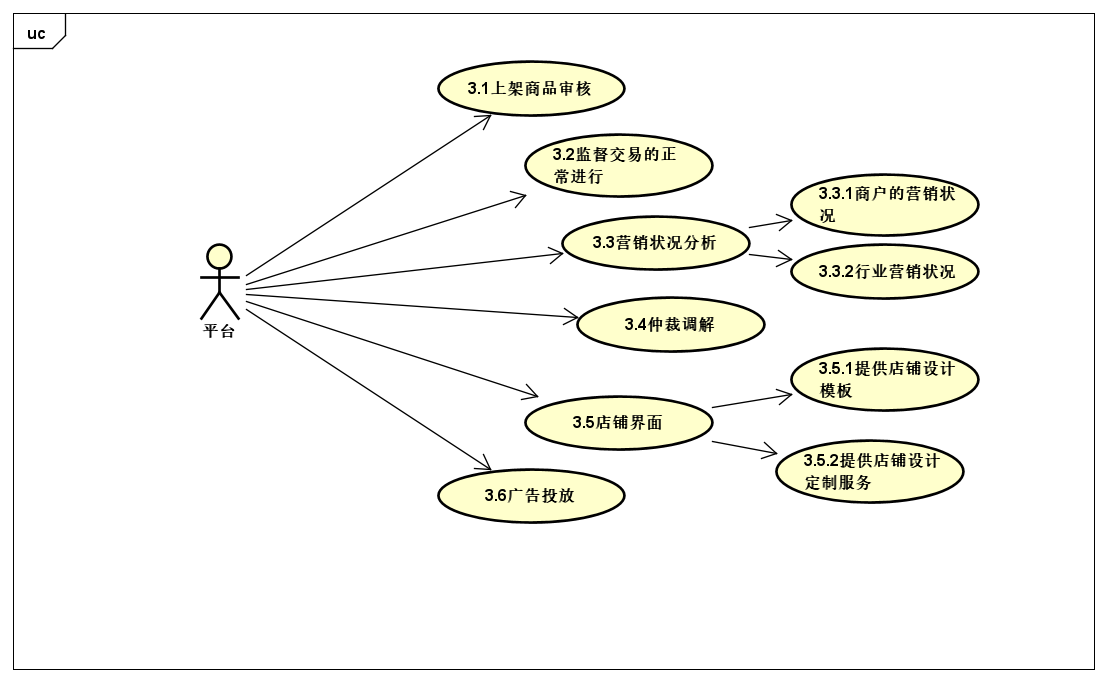 uc
3.1上架商品审核
3.2监督交易的正
常进行
3.3.1商户的营销状
况
3.3营销状况分析
3.3.2行业营销状况
平台
3.4仲裁调解
3.5.1提供店铺设计
模板
3.5店铺界面
3.5.2提供店铺设计
定制服务
3.6广告投放